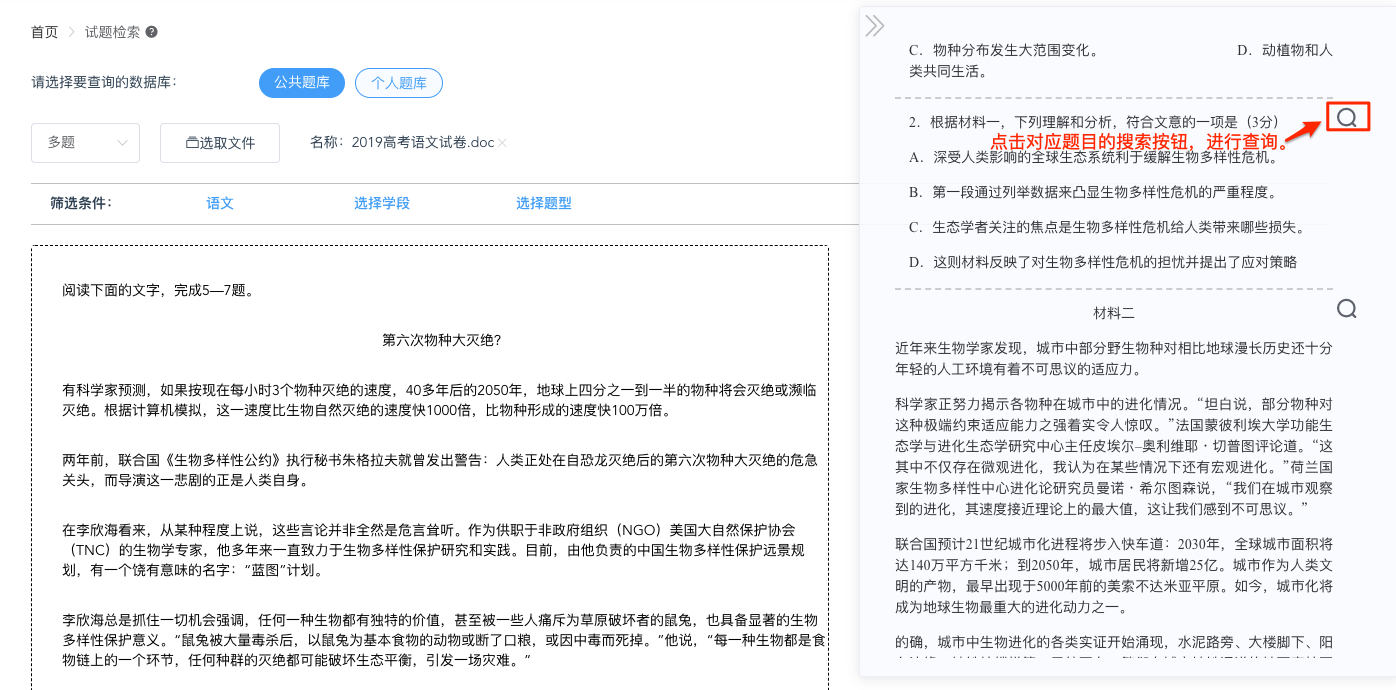 首页 试题检索 ?
请选择要查询的数据库：
公共题库
个人题库
多题
选取文件
名称：2019高考语文试卷.doc
筛选条件：
语文
选择学段
选择题型
阅读下面的文字，完成5—7题。
第六次物种大灭绝？
有科学家预测，如果按现在每小时3个物种灭绝的速度，40多年后的2050年，地球上四分之一到一半的物种将会灭绝或濒临
灭绝。根据计算机模拟，这一速度比生物自然灭绝的速度快1000倍，比物种形成的速度快100万倍。
两年前，联合国《生物多样性公约》执行秘书朱格拉夫就曾发出警告：人类正处在自恐龙灭绝后的第六次物种大灭绝的危急
关头，而导演这一悲剧的正是人类自身。
在李欣海看来，从某种程度上说，这些言论并非全然是危言耸听。作为供职于非政府组织（NGO）美国大自然保护协会
（TNC）的生物学专家，他多年来一直致力于生物多样性保护研究和实践。目前，由他负责的中国生物多样性保护远景规
划，有一个饶有意味的名字：“蓝图”计划。
李欣海总是抓住一切机会强调，任何一种生物都有独特的价值，甚至被一些人痛斥为草原破坏者的鼠兔，也具备显著的生物
多样性保护意义。“鼠兔被大量毒杀后，以鼠兔为基本食物的动物或断了口粮，或因中毒而死掉。”他说，“每一种生物都是食
物链上的一个环节，任何种群的灭绝都可能破坏生态平衡，引发一场灾难。”
C．物种分布发生大范围变化。 D．动植物和人
类共同生活。
2．根据材料一，下列理解和分析，符合文意的一项是（3分）
点击对应题目的搜索按钮，进行查询。
A．深受人类影响的全球生态系统利于缓解生物多样性危机。
B．第一段通过列举数据来凸显生物多样性危机的严重程度。
C．生态学者关注的焦点是生物多样性危机给人类带来哪些损失。
D．这则材料反映了对生物多样性危机的担忧并提出了应对策略
材料二
近年来生物学家发现，城市中部分野生物种对相比地球漫长历史还十分
年轻的人工环境有着不可思议的适应力。
科学家正努力揭示各物种在城市中的进化情况。“坦白说，部分物种对
这种极端约束适应能力之强着实令人惊叹。”法国蒙彼利埃大学功能生
态学与进化生态学研究中心主任皮埃尔–奥利维耶·切普图评论道。“这
其中不仅存在微观进化，我认为在某些情况下还有宏观进化。”荷兰国
家生物多样性中心进化论研究员曼诺·希尔图森说，“我们在城市观察
到的进化，其速度接近理论上的最大值，这让我们感到不可思议。”
联合国预计21世纪城市化进程将步入快车道：2030年，全球城市面积将
达140万平方千米；到2050年，城市居民将新增25亿。城市作为人类文
明的产物，最早出现于5000年前的美索不达米亚平原。如今，城市化将
成为地球生物最重大的进化动力之一。
的确，城市中生物进化的各类实证开始涌现，水泥路旁、大楼脚下、阳